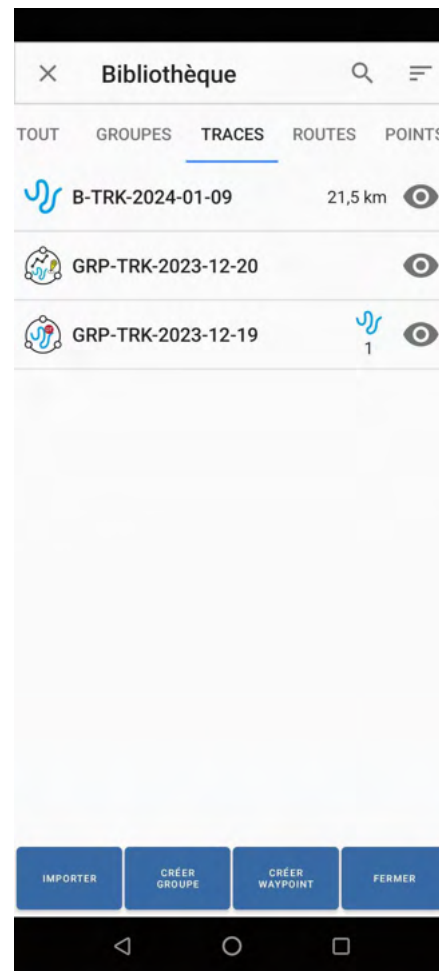 Bibliothèque
TOUT GROUPES TRACES ROUTES POINTS
B-TRK-2024-01-09 21,5 km
GRP-TRK-2023-12-20
GRP-TRK-2023-12-19
1
IMPORTER
CRÉER
GROUPE
CRÉER
WAYPOINT
FERMER